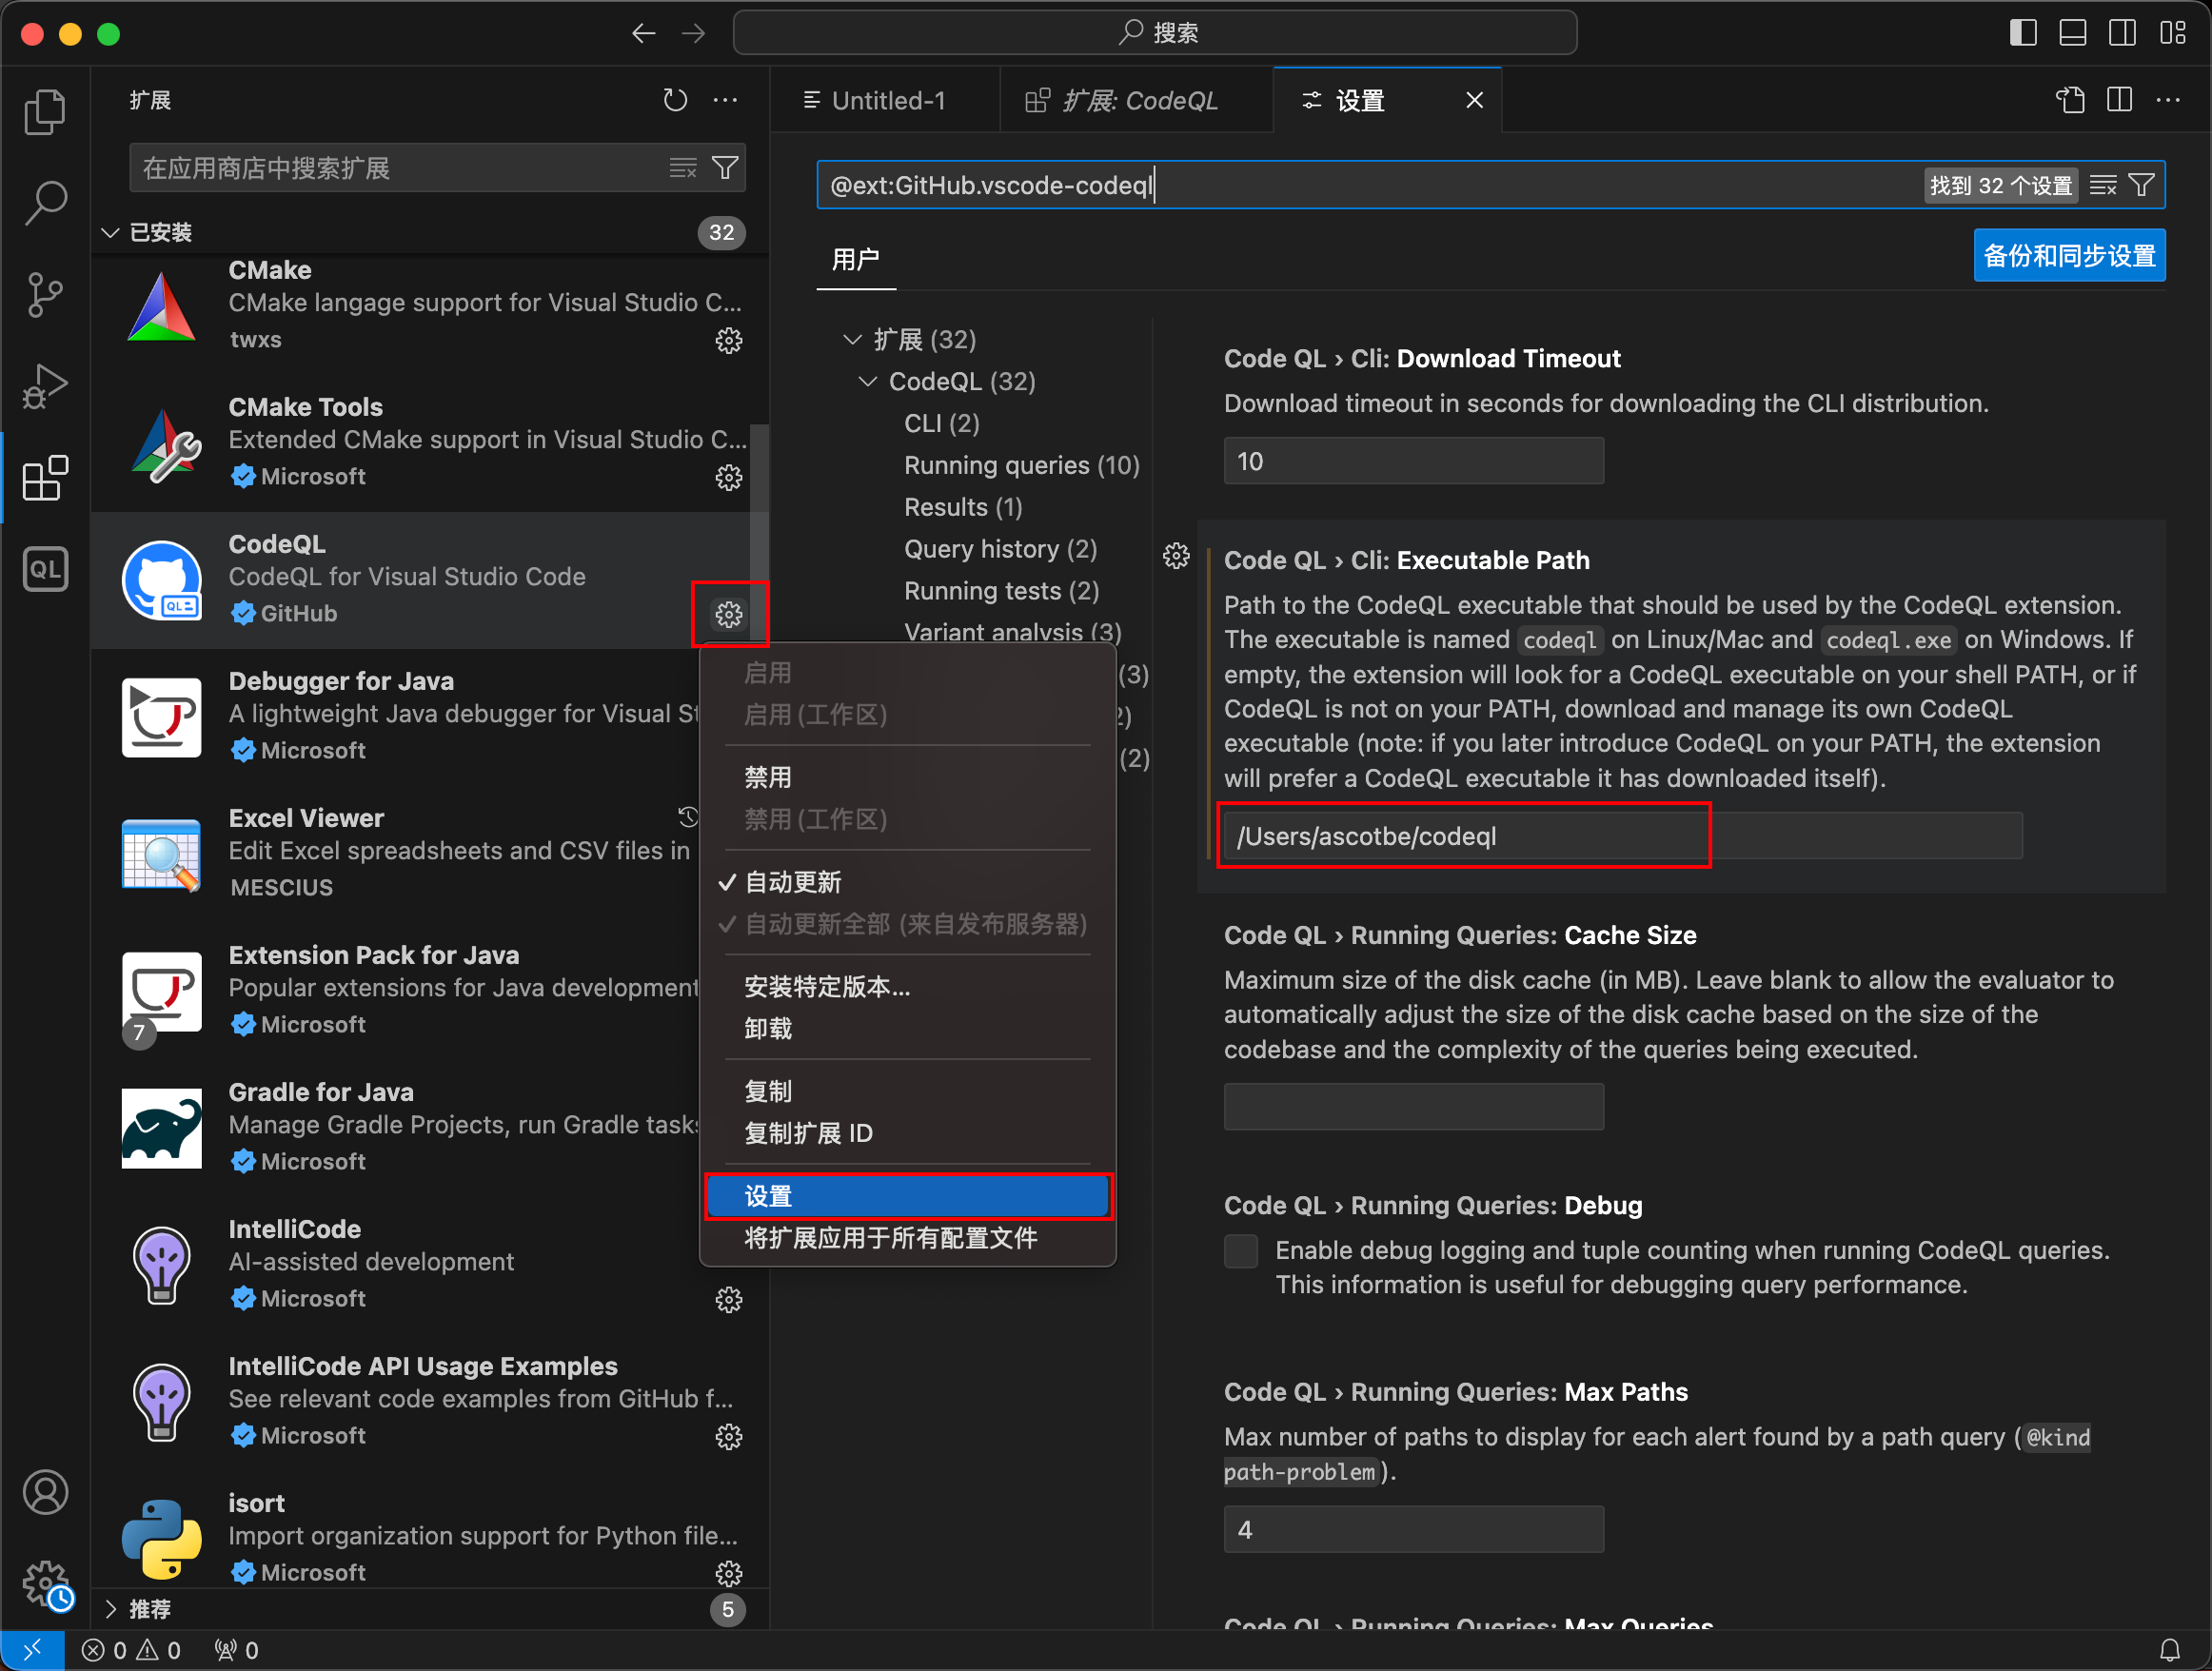 搜索
扩展
在应用商店中搜索扩展
已安装
32
CMake
CMake langage support for Visual Studio C...
twxs
CMake Tools
Extended CMake support in Visual Studio C...
Microsoft
CodeQL
CodeQL for Visual Studio Code
GitHub
QL
QL
Debugger for Java
A lightweight Java debugger for Visual St
Microsoft
Excel Viewer
Edit Excel spreadsheets and CSV files in
MESCIUS
Extension Pack for Java
Popular extensions for Java development
Microsoft
7
Gradle for Java
Manage Gradle Projects, run Gradle tasks
Microsoft
IntelliCode
AI-assisted development
Microsoft
IntelliCode API Usage Examples
See relevant code examples from GitHub f...
Microsoft
isort
Import organization support for Python file...
Microsoft
推荐
5
启用
启用 (工作区)
禁用
禁用 (工作区)
自动更新
自动更新全部 (来自发布服务器)
安装特定版本...
卸载
复制
复制扩展 ID
设置
将扩展应用于所有配置文件
Untitled-1
扩展: CodeQL
设置
@ext:GitHub.vscode-codeql
找到 32 个设置
用户
备份和同步设置
扩展 (32)
CodeQL (32)
CLI (2)
Running queries (10)
Results (1)
Query history (2)
Running tests (2)
Variant analysis (3)
(3)
2)
(2)
Code QL › Cli: Download Timeout
Download timeout in seconds for downloading the CLI distribution.
10
Code QL › Cli: Executable Path
Path to the CodeQL executable that should be used by the CodeQL extension.
The executable is named codeql on Linux/Mac and codeql.exe on Windows. If
empty, the extension will look for a CodeQL executable on your shell PATH, or if
CodeQL is not on your PATH, download and manage its own CodeQL
executable (note: if you later introduce CodeQL on your PATH, the extension
will prefer a CodeQL executable it has downloaded itself).
/Users/ascotbe/codeql
Code QL › Running Queries: Cache Size
Maximum size of the disk cache (in MB). Leave blank to allow the evaluator to
automatically adjust the size of the disk cache based on the size of the
codebase and the complexity of the queries being executed.
Code QL › Running Queries: Debug
Enable debug logging and tuple counting when running CodeQL queries.
This information is useful for debugging query performance.
Code QL › Running Queries: Max Paths
Max number of paths to display for each alert found by a path query (@kind
path-problem).
4
Code QL › Running Queries: Max Queries
0 0 0